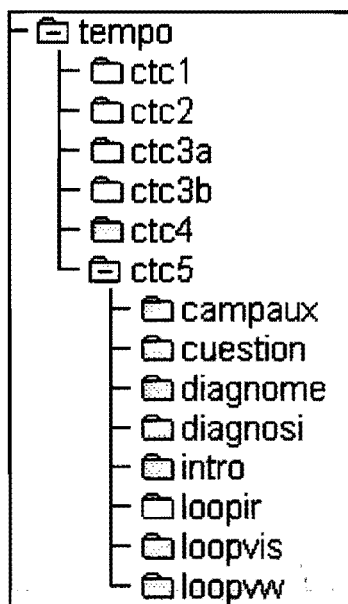 tempo
ctc1
ctc2
ctc3a
ctc3b
ctc4
ctc5
campaux
cuestion
diagnome
diagnosi
intro
loopir
loopvis
loopvw